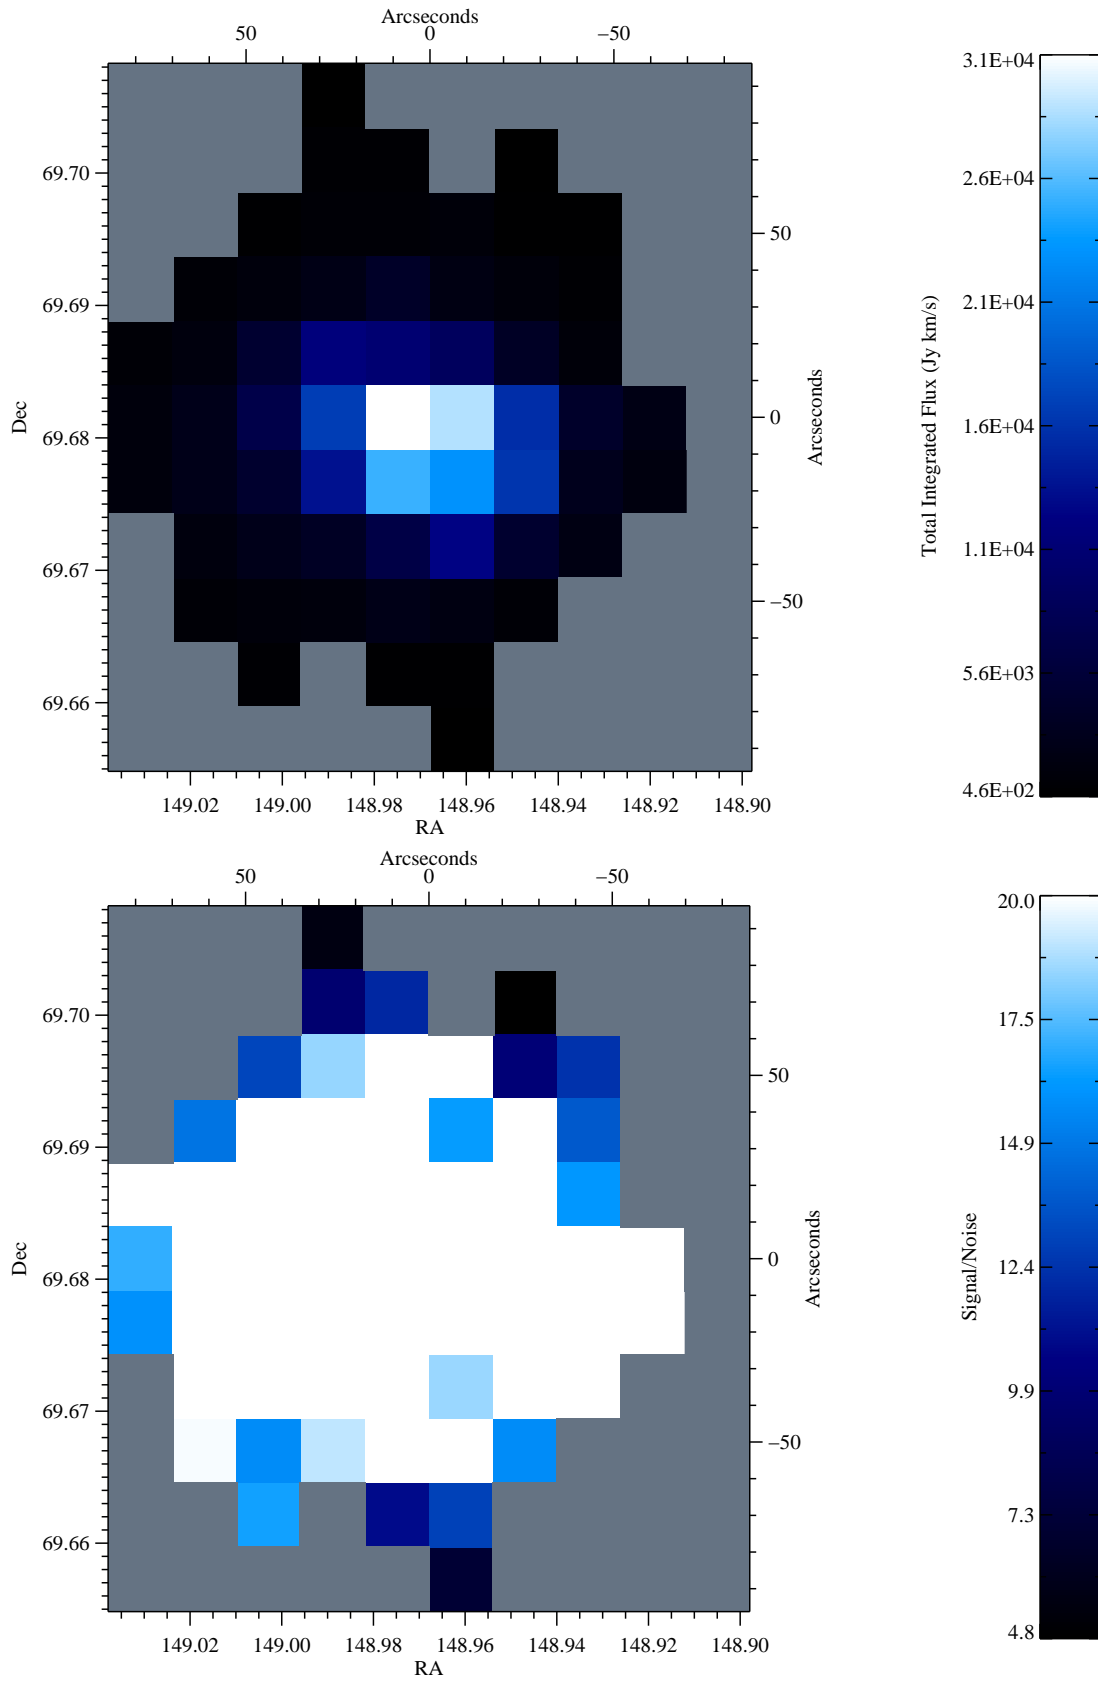 Arcseconds
50 0 −50
3.1E+04
69.70
2.6E+04
50
69.69
2.1E+04
Total Integrated Flux (Jy km/s)
Dec
69.68
0
Arcseconds
1.6E+04
69.67
1.1E+04
−50
5.6E+03
69.66
4.6E+02
149.02 149.00 148.98 148.96 148.94 148.92 148.90
RA
Arcseconds
50 0 −50
20.0
69.70
17.5
50
69.69
14.9
Dec
69.68
0
Arcseconds
12.4
Signal/Noise
69.67
9.9
−50
7.3
69.66
4.8
149.02 149.00 148.98 148.96 148.94 148.92 148.90
RA